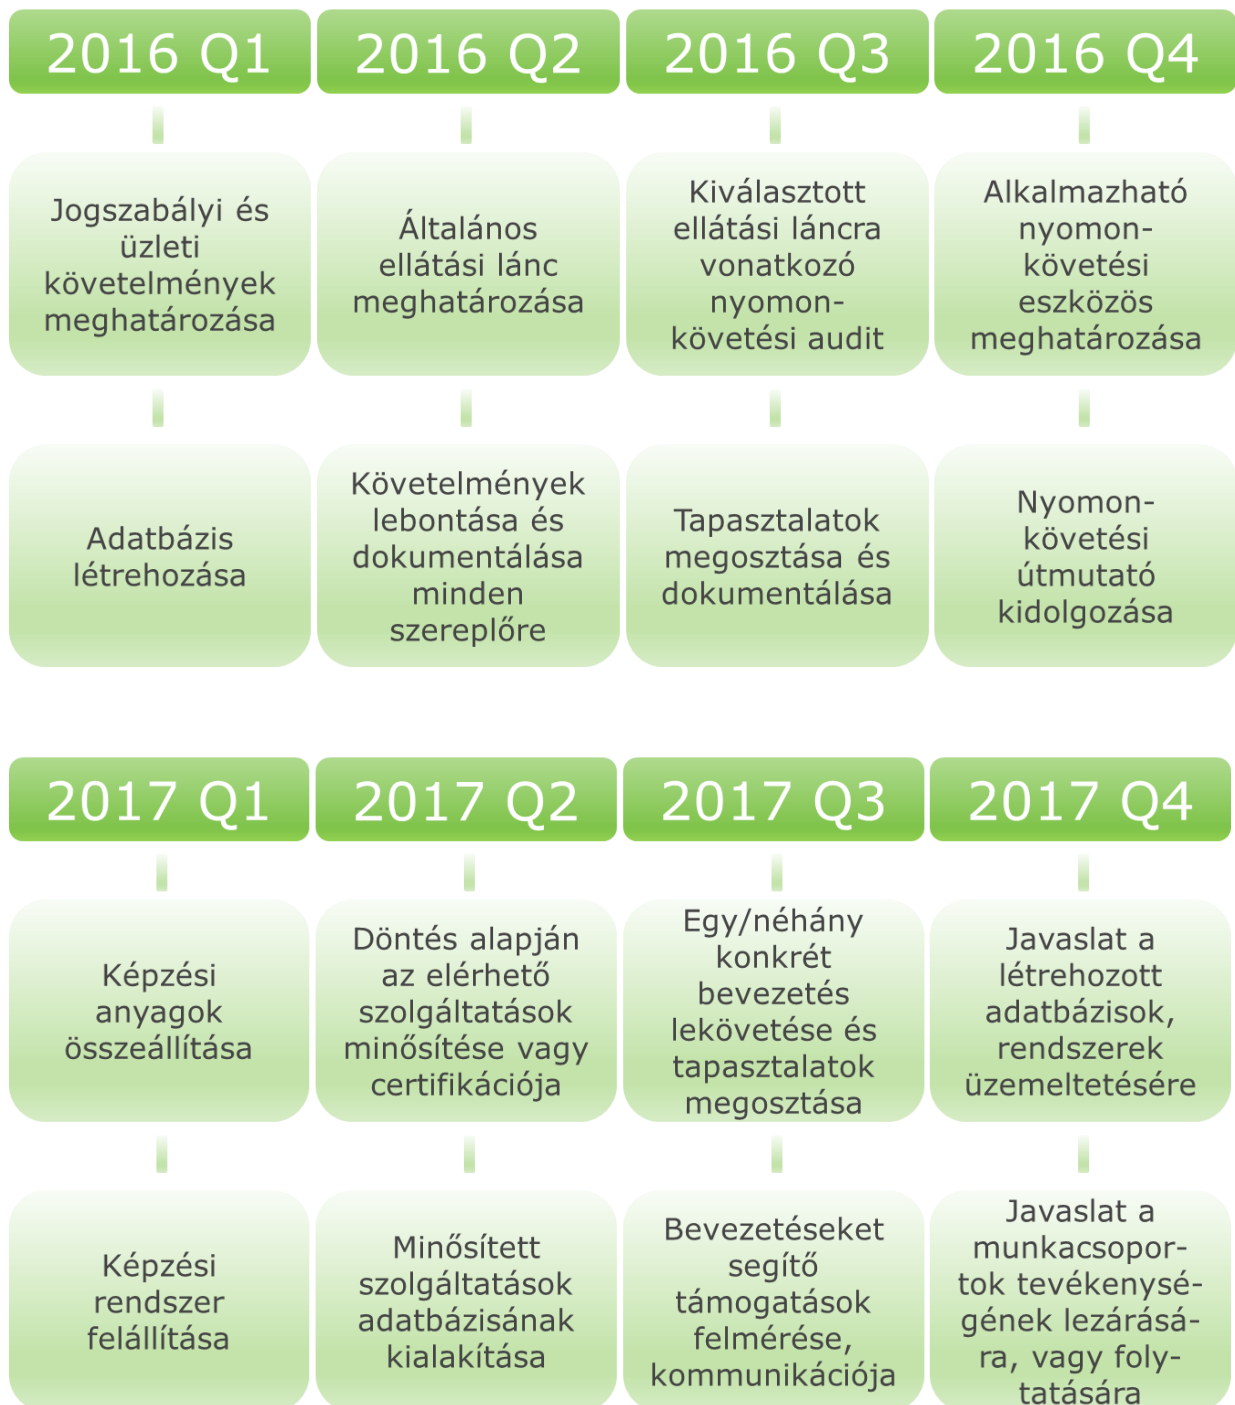 2016 Q1
2016 Q2
2016 Q3
2016 Q4
Jogszabályi és
üzleti
követelmények
meghatározása
Általános
ellátási lánc
meghatározása
Kiválasztott
ellátási láncra
vonatkozó
nyomon-
követési audit
Alkalmazható
nyomon-
követési
eszközös
meghatározása
Adatbázis
létrehozása
Követelmények
lebontása és
dokumentálása
minden
szereplőre
Tapasztalatok
megosztása és
dokumentálása
Nyomon-
követési
útmutató
kidolgozása
2017 Q1
2017 Q2
2017 Q3
2017 Q4
Képzési
anyagok
összeállítása
Döntés alapján
az elérhető
szolgáltatások
minősítése vagy
certifikációja
Egy/néhány
konkrét
bevezetés
lekövetése és
tapasztalatok
megosztása
Javaslat a
létrehozott
adatbázisok,
rendszerek
üzemeltetésére
Képzési
rendszer
felállítása
Minősített
szolgáltatások
adatbázisának
kialakítása
Bevezetéseket
segítő
támogatások
felmérése,
kommunikációja
Javaslat a
munkacsopor-
tok tevékenysé-
gének lezárásá-
ra, vagy foly-
tatására